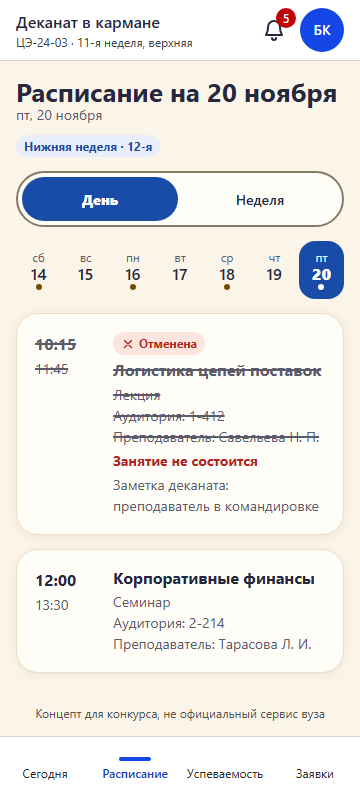 Деканат в кармане
ЦЭ-24-03 · 11-я неделя, верхняя
5
БК
Расписание на 20 ноября
пт, 20 ноября
Нижняя неделя · 12-я
День Неделя
сб вс пн вт ср чт пт
14 15 16 17 18 19 20
10:15
11:45
Отменена
Логистика цепей поставок
Лекция
Аудитория: 1-412
Преподаватель: Савельева Н. П.
Занятие не состоится
Заметка деканата:
преподаватель в командировке
12:00
13:30
Корпоративные финансы
Семинар
Аудитория: 2-214
Преподаватель: Тарасова Л. И.
Концепт для конкурса, не официальный сервис вуза
Сегодня Расписание Успеваемость Заявки